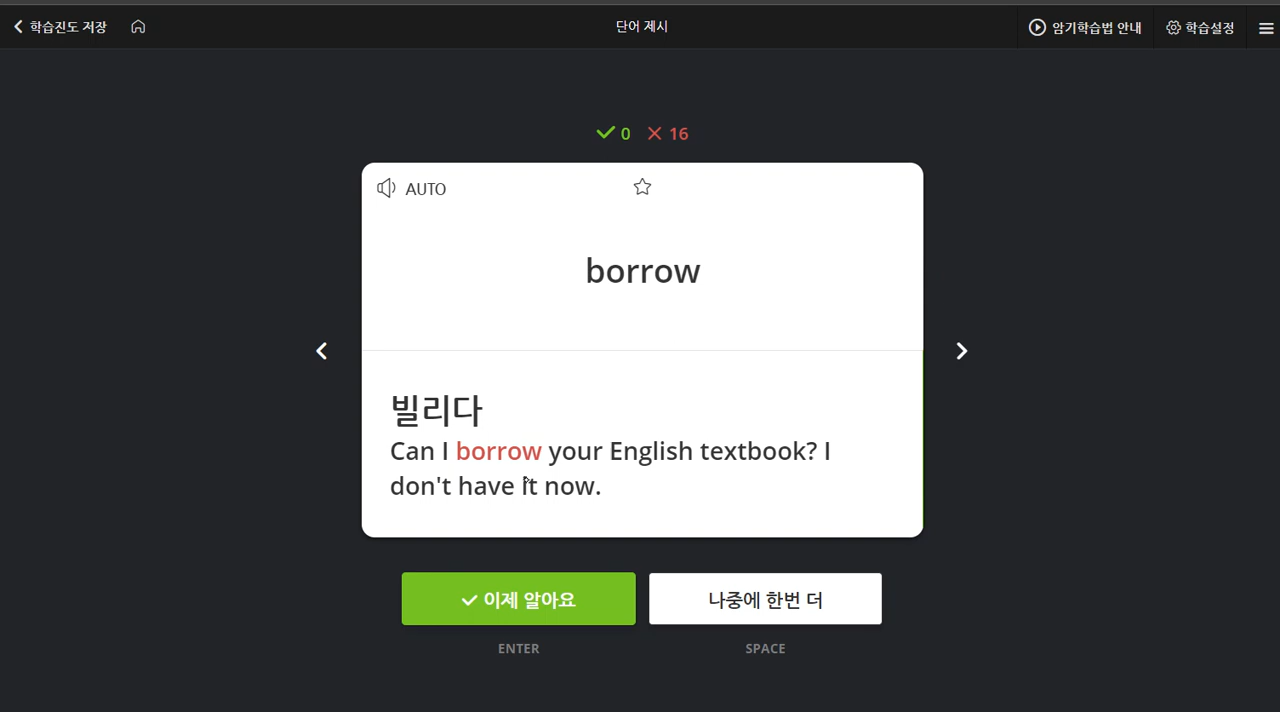 학습진도 저장
단어 제시
암기학습법 안내
학습설정
0 16
AUTO
borrow
빌리다
Can I borrow your English textbook? I
don't have it now.
이제 알아요
나중에 한번 더
ENTER
SPACE